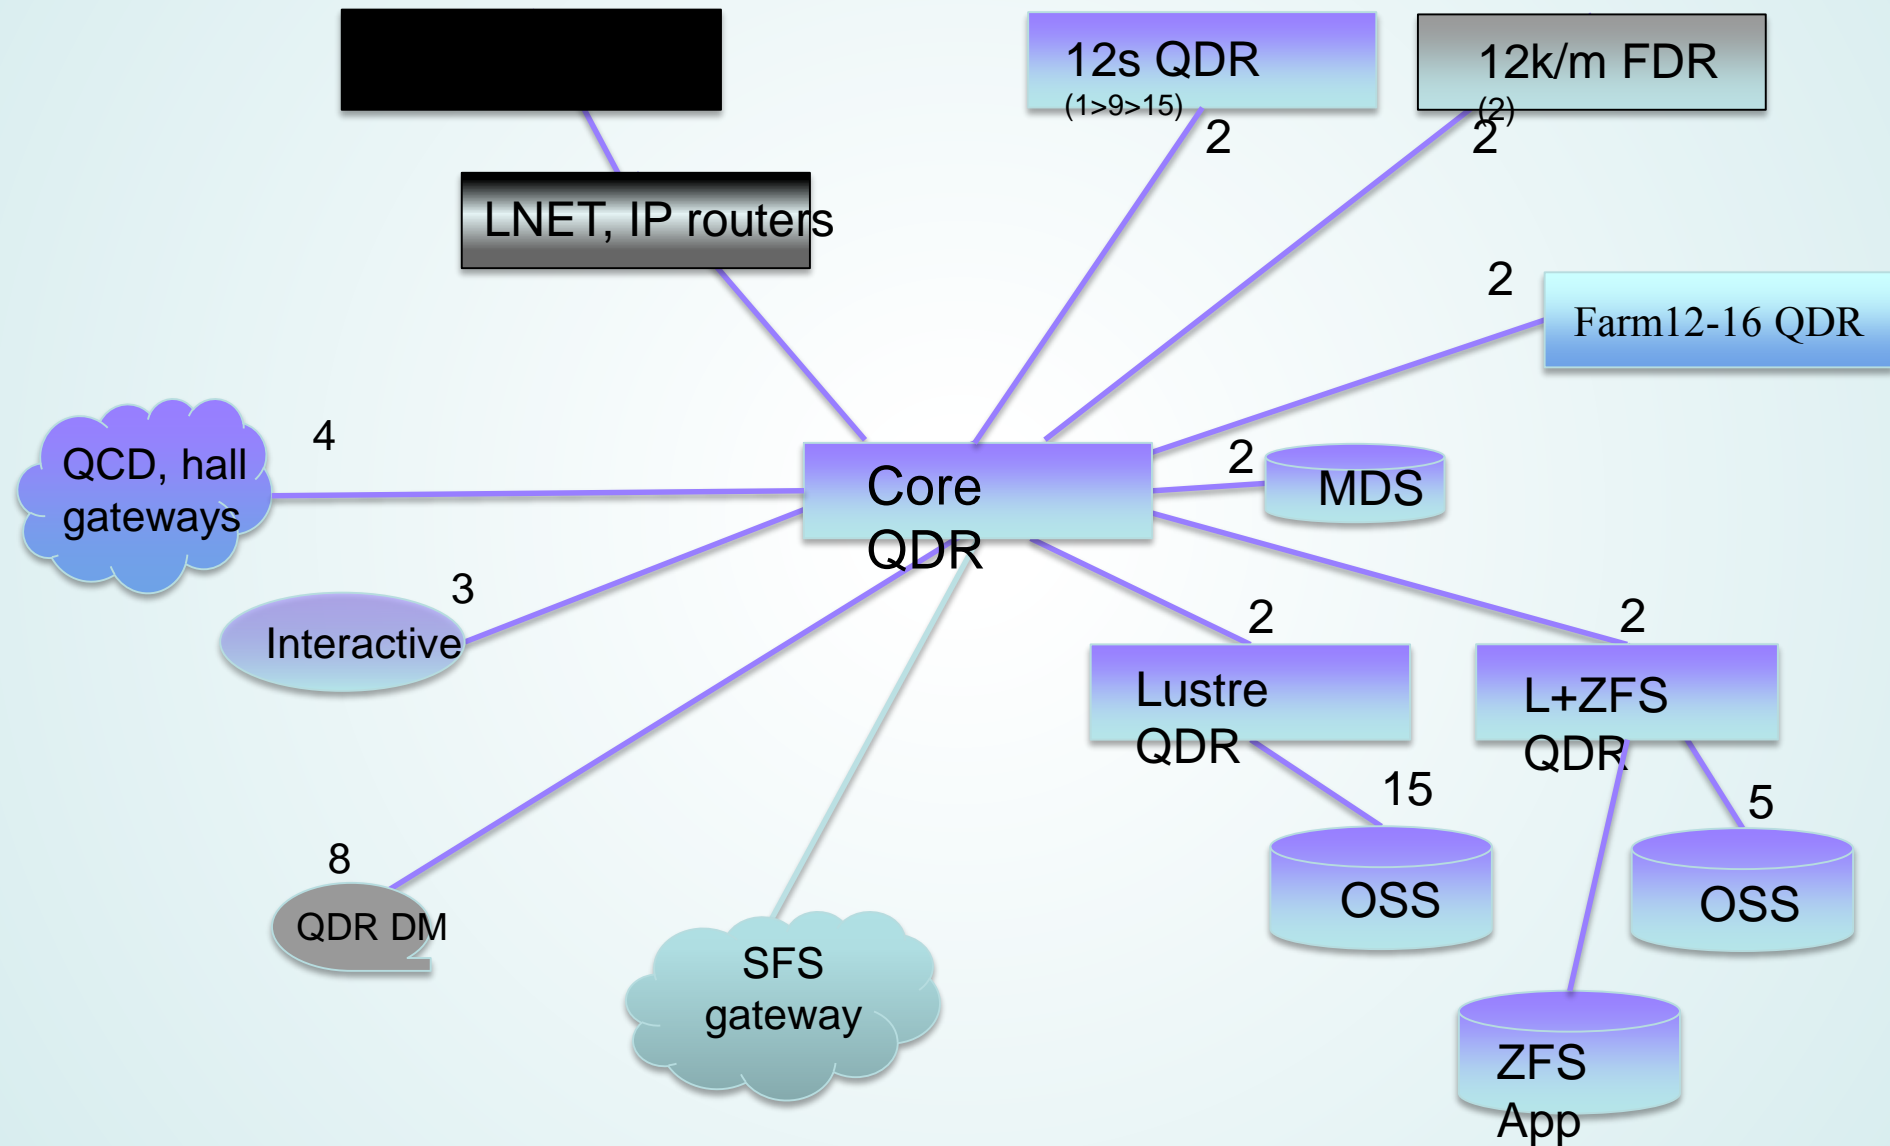 12s QDR
(1>9>15)
2
12k/m FDR
(2)
2
LNET, IP routers
2
Farm12-16 QDR
QCD, hall
gateways
4
Core
QDR
2
MDS
3
Interactive
2
Lustre
QDR
2
L+ZFS
QDR
15
OSS
5
OSS
8
QDR DM
SFS
gateway
ZFS
App